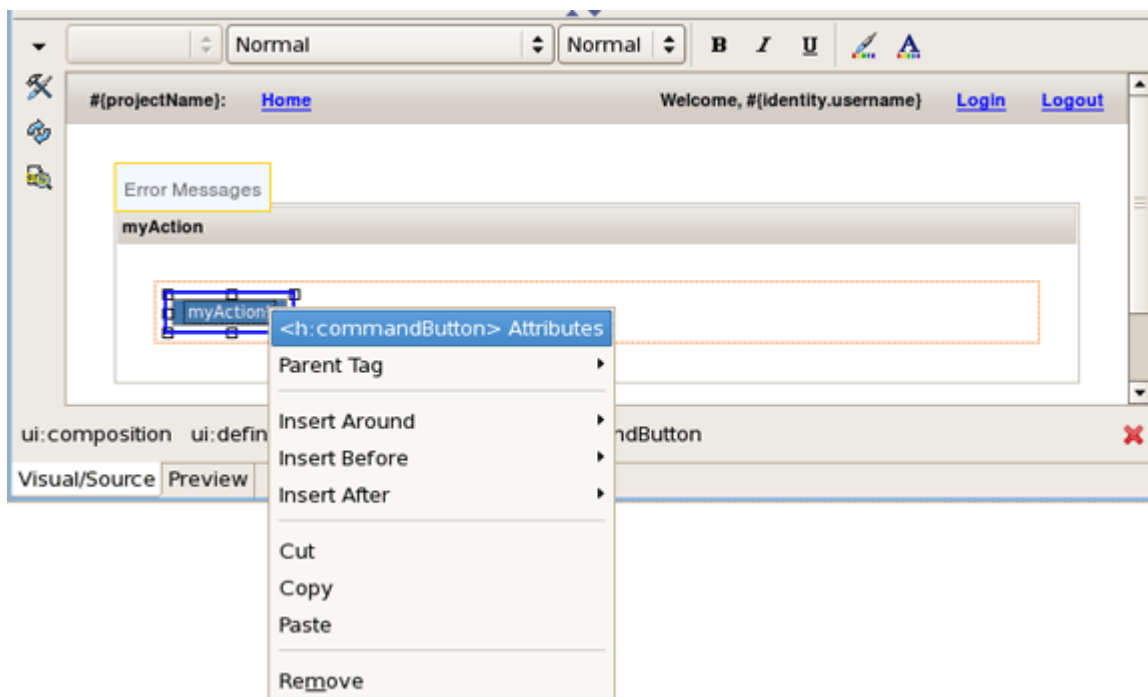 Normal Normal B I U A
#{projectName}: Home Welcome, #{identity.username} Login Logout
Error Messages
myAction
myAction
<h:commandButton> Attributes
Parent Tag
Insert Around
ui:composition ui:defin ndButton
Insert Before
Visual/Source Preview
Insert After
Cut
Copy
Paste
Remove